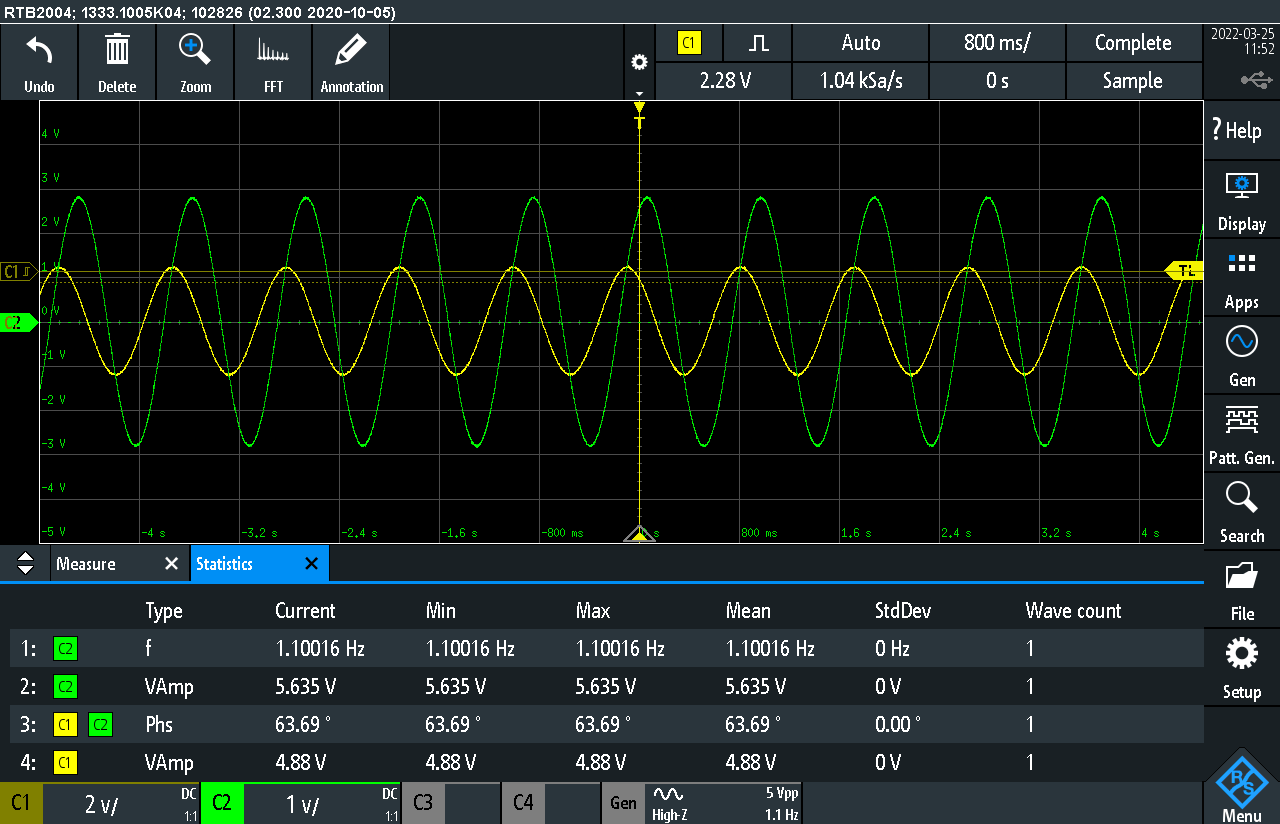 RTB2004; 1333.1005K04; 102826 (02.300 2020-10-05)
Undo Delete Zoom FFT Annotation
C1 Auto 800 ms/ Complete
2.28 V 1.04 kSa/s 0 s Sample
2022-03-25
11:52
? Help
Display
Apps
Gen
Patt. Gen.
Search
File
Setup
Menu
T
4 V
3 V
2 V
C1 1 V TL
0 V
C2
-1 V
-2 V
-3 V
-4 V
-5 V -4 s -3.2 s -2.4 s -1.6 s -800 ms s 800 ms 1.6 s 2.4 s 3.2 s 4 s
Measure Statistics
Type Current Min Max Mean StdDev Wave count
1: C2 f 1.10016 Hz 1.10016 Hz 1.10016 Hz 1.10016 Hz 0 Hz 1
2: C2 VAmp 5.635 V 5.635 V 5.635 V 5.635 V 0 V 1
3: C1 C2 Phs 63.69 ° 63.69 ° 63.69 ° 63.69 ° 0.00 ° 1
4: C1 VAmp 4.88 V 4.88 V 4.88 V 4.88 V 0 V 1
C1 2 V/ DC 1:1 C2 1 V/ DC 1:1 C3 C4 Gen High-Z 5 Vpp 1.1 Hz
R&S